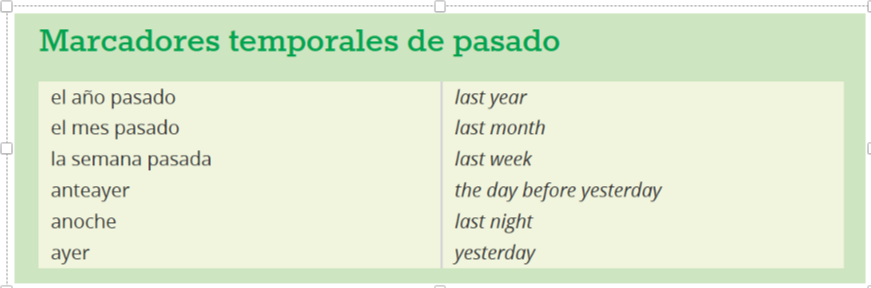 Marcadores temporales de pasado
el año pasado last year
el mes pasado last month
la semana pasada last week
anteayer the day before yesterday
anoche last night
ayer yesterday